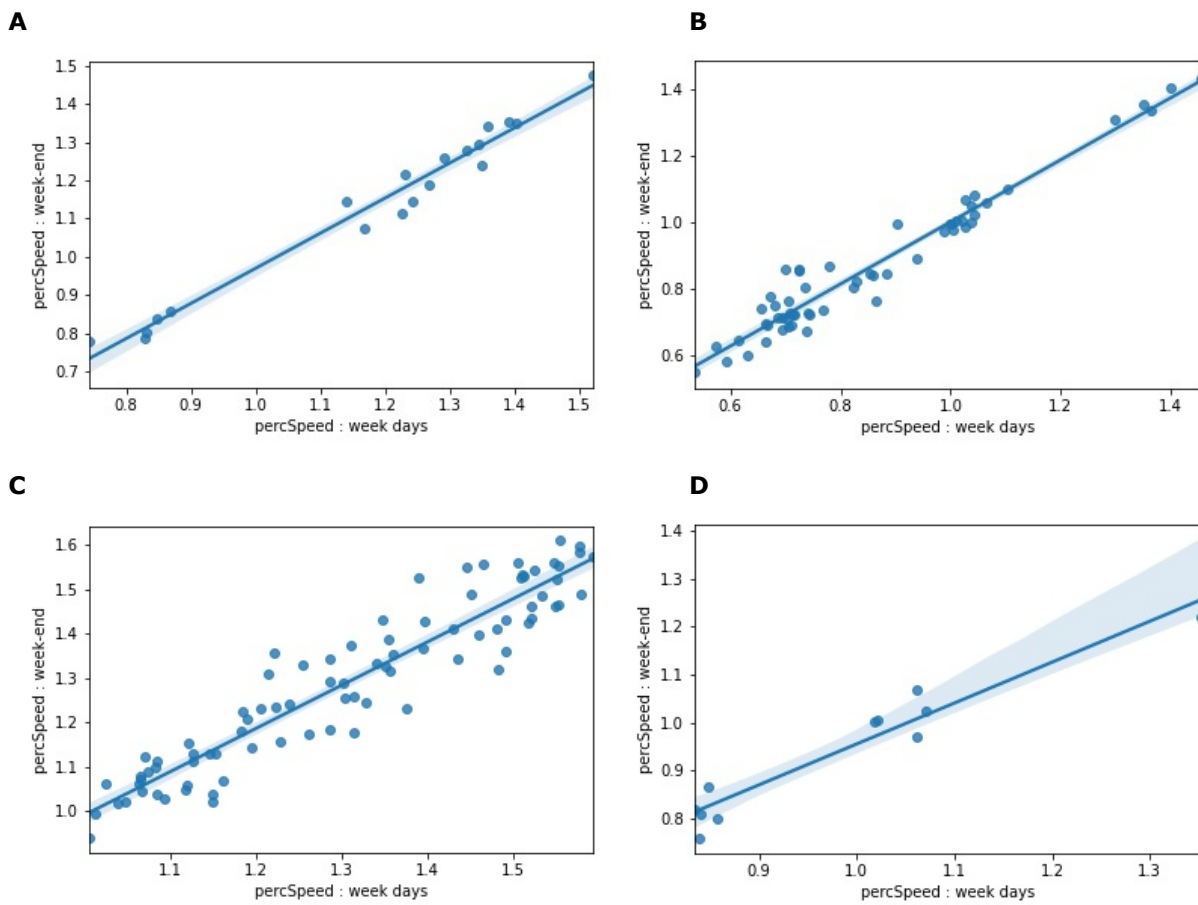 A
B
1.5
1.4
1.3
1.2
1.1
1.0
0.9
0.8
0.7
percSpeed : week-end
0.8 0.9 1.0 1.1 1.2 1.3 1.4 1.5
percSpeed : week days
1.4
1.2
1.0
0.8
0.6
percSpeed : week-end
0.6 0.8 1.0 1.2 1.4
percSpeed : week days
C
D
1.6
1.5
1.4
1.3
1.2
1.1
1.0
percSpeed : week-end
1.1 1.2 1.3 1.4 1.5
percSpeed : week days
1.4
1.3
1.2
1.1
1.0
0.9
0.8
percSpeed : week-end
0.9 1.0 1.1 1.2 1.3
percSpeed : week days